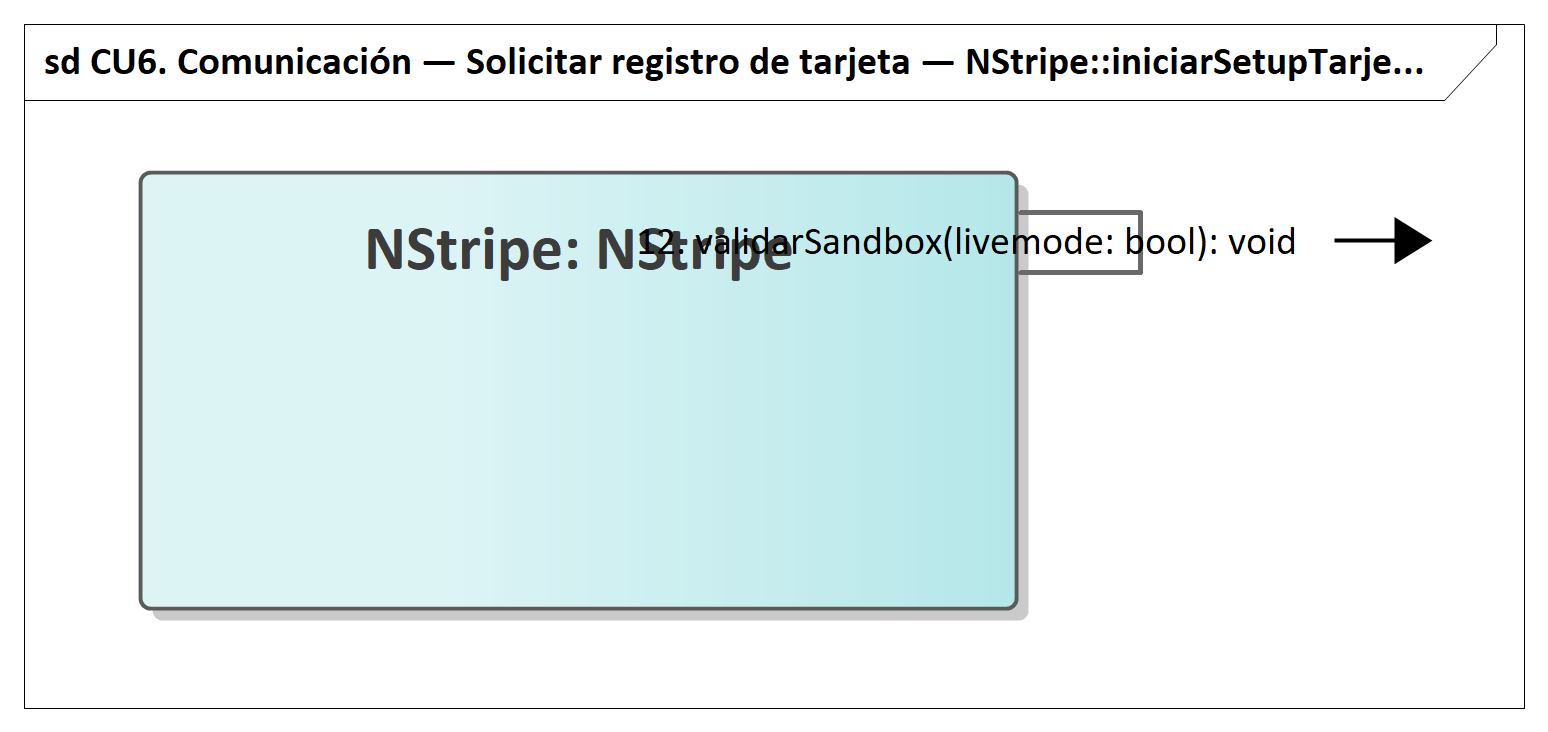 sd CU6. Comunicación — Solicitar registro de tarjeta — NStripe::iniciarSetupTarje...
NStripe: NStripe
12: validarSandbox(livemode: bool): void